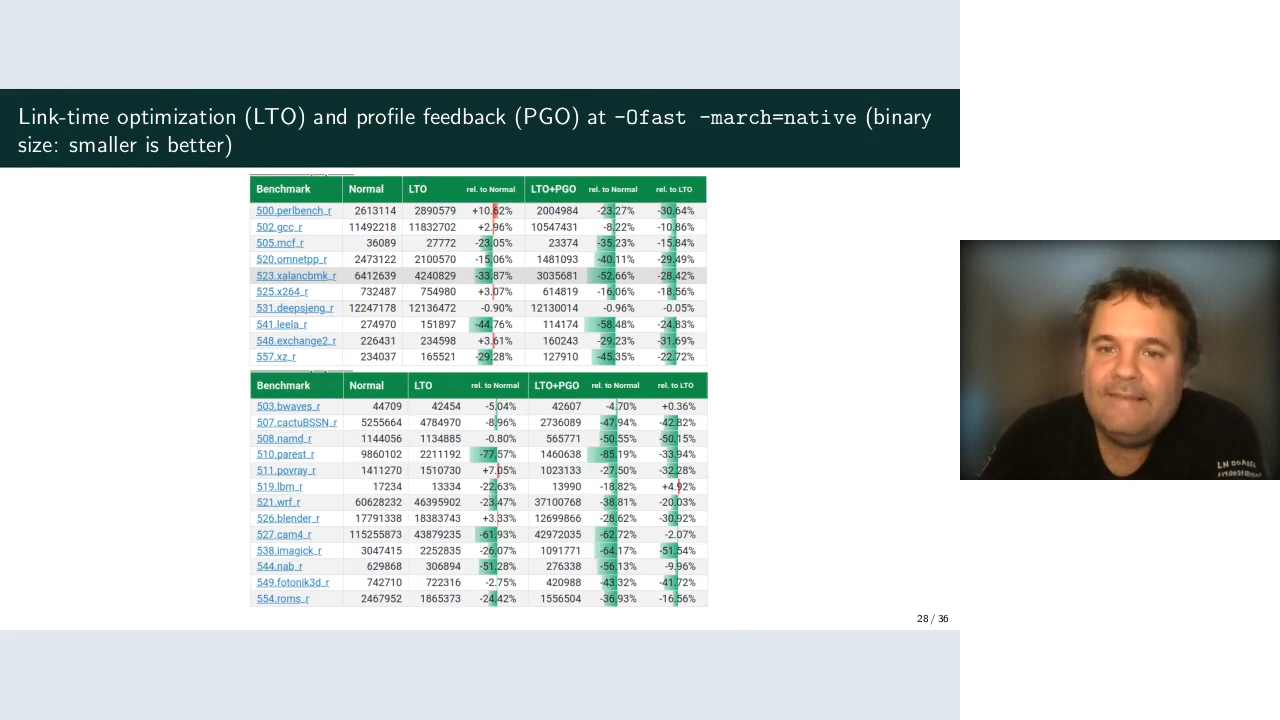 Link-time optimization (LTO) and profile feedback (PGO) at -Ofast -march=native (binary
size: smaller is better)
Benchmark Normal LTO rel. to Normal LTO+PGO rel. to Normal rel. to LTO
500.perlbench_r 2613114 2890579 +10.62% 2004984 -23.27% -30.64%
502.gcc_r 11492218 11832702 +2.96% 10547431 -8.22% -10.86%
505.mcf_r 36089 27772 -23.05% 23374 -35.23% -15.84%
520.omnetpp_r 2473122 2100570 -15.06% 1481093 -40.11% -29.49%
523.xalancbmk_r 6412639 4240829 -33.87% 3035681 -52.66% -28.42%
525.x264_r 732487 754980 +3.07% 614819 -16.06% -18.56%
531.deepsjeng_r 12247178 12136472 -0.90% 12130014 -0.96% -0.05%
541.leela_r 274970 151897 -44.76% 114174 -58.48% -24.83%
548.exchange2_r 226431 234598 +3.61% 160243 -29.23% -31.69%
557.xz_r 234037 165521 -29.28% 127910 -45.35% -22.72%
Benchmark Normal LTO rel. to Normal LTO+PGO rel. to Normal rel. to LTO
503.bwaves_r 44709 42454 -5.04% 42607 -4.70% +0.36%
507.cactuBSSN_r 5255664 4784970 -8.96% 2736089 -47.94% -42.82%
508.namd_r 1144056 1134885 -0.80% 565771 -50.55% -50.15%
510.parest_r 9860102 2211192 -77.57% 1460638 -85.19% -33.94%
511.povray_r 1411270 1510730 +7.05% 1023133 -27.50% -32.28%
519.lbm_r 17234 13334 -22.63% 13990 -18.82% +4.92%
521.wrf_r 60628232 46395902 -23.47% 37100768 -38.81% -20.03%
526.blender_r 17791338 18383743 +3.33% 12699866 -28.62% -30.92%
527.cam4_r 115255873 43879235 -61.93% 42972035 -62.72% -2.07%
538.imagick_r 3047415 2252835 -26.07% 1091771 -64.17% -51.54%
544.nab_r 629868 306894 -51.28% 276338 -56.13% -9.96%
549.fotonik3d_r 742710 722316 -2.75% 420988 -43.32% -41.72%
554.roms_r 2467952 1865373 -24.42% 1556504 -36.93% -16.56%
28 / 36